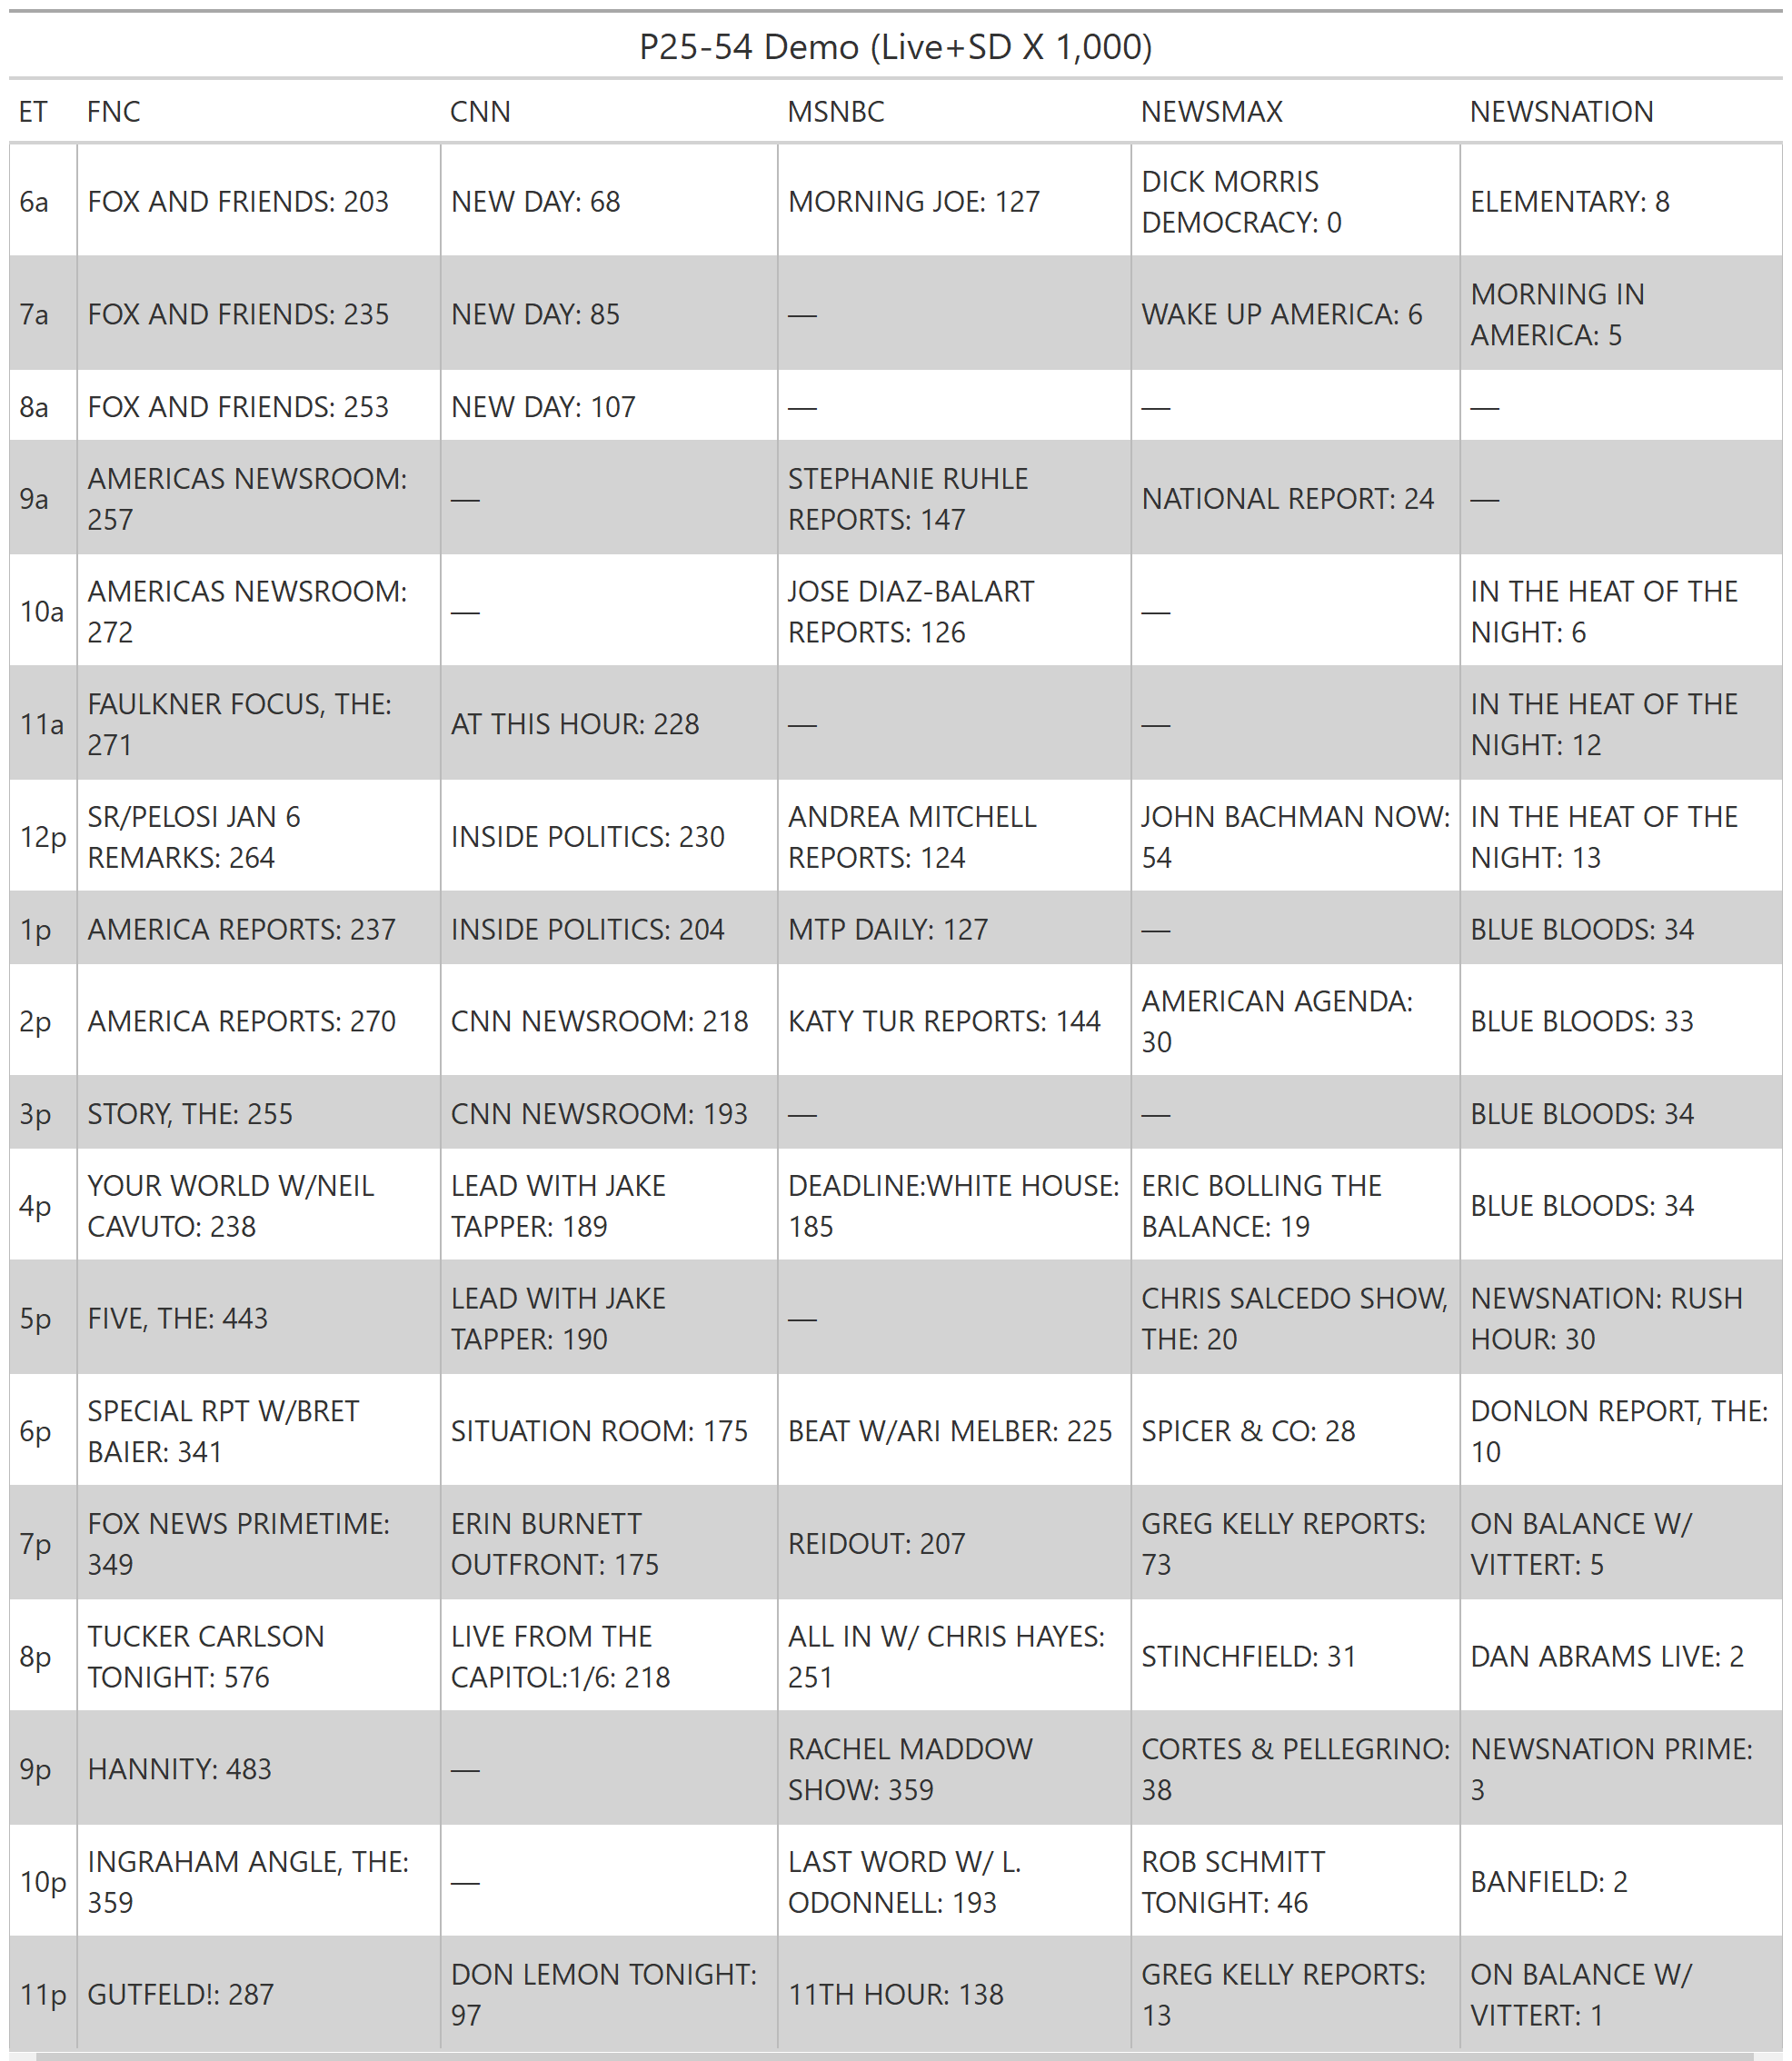 P25-54 Demo (Live+SD X 1,000)
ET FNC CNN MSNBC NEWSMAX NEWSNATION
6a FOX AND FRIENDS: 203 NEW DAY: 68 MORNING JOE: 127 DICK MORRIS DEMOCRACY: 0 ELEMENTARY: 8
7a FOX AND FRIENDS: 235 NEW DAY: 85 — WAKE UP AMERICA: 6 MORNING IN AMERICA: 5
8a FOX AND FRIENDS: 253 NEW DAY: 107 — — —
9a AMERICAS NEWSROOM: 257 — STEPHANIE RUHLE REPORTS: 147 NATIONAL REPORT: 24 —
10a AMERICAS NEWSROOM: 272 — JOSE DIAZ-BALART REPORTS: 126 — IN THE HEAT OF THE NIGHT: 6
11a FAULKNER FOCUS, THE: 271 AT THIS HOUR: 228 — — IN THE HEAT OF THE NIGHT: 12
12p SR/PELOSI JAN 6 REMARKS: 264 INSIDE POLITICS: 230 ANDREA MITCHELL REPORTS: 124 JOHN BACHMAN NOW: 54 IN THE HEAT OF THE NIGHT: 13
1p AMERICA REPORTS: 237 INSIDE POLITICS: 204 MTP DAILY: 127 — BLUE BLOODS: 34
2p AMERICA REPORTS: 270 CNN NEWSROOM: 218 KATY TUR REPORTS: 144 AMERICAN AGENDA: 30 BLUE BLOODS: 33
3p STORY, THE: 255 CNN NEWSROOM: 193 — — BLUE BLOODS: 34
4p YOUR WORLD W/NEIL CAVUTO: 238 LEAD WITH JAKE TAPPER: 189 DEADLINE:WHITE HOUSE: 185 ERIC BOLLING THE BALANCE: 19 BLUE BLOODS: 34
5p FIVE, THE: 443 LEAD WITH JAKE TAPPER: 190 — CHRIS SALCEDO SHOW, THE: 20 NEWSNATION: RUSH HOUR: 30
6p SPECIAL RPT W/BRET BAIER: 341 SITUATION ROOM: 175 BEAT W/ARI MELBER: 225 SPICER & CO: 28 DONLON REPORT, THE: 10
7p FOX NEWS PRIMETIME: 349 ERIN BURNETT OUTFRONT: 175 REIDOUT: 207 GREG KELLY REPORTS: 73 ON BALANCE W/ VITTERT: 5
8p TUCKER CARLSON TONIGHT: 576 LIVE FROM THE CAPITOL:1/6: 218 ALL IN W/ CHRIS HAYES: 251 STINCHFIELD: 31 DAN ABRAMS LIVE: 2
9p HANNITY: 483 — RACHEL MADDOW SHOW: 359 CORTES & PELLEGRINO: 38 NEWSNATION PRIME: 3
10p INGRAHAM ANGLE, THE: 359 — LAST WORD W/ L. ODONNELL: 193 ROB SCHMITT TONIGHT: 46 BANFIELD: 2
11p GUTFELD!: 287 DON LEMON TONIGHT: 97 11TH HOUR: 138 GREG KELLY REPORTS: 13 ON BALANCE W/ VITTERT: 1